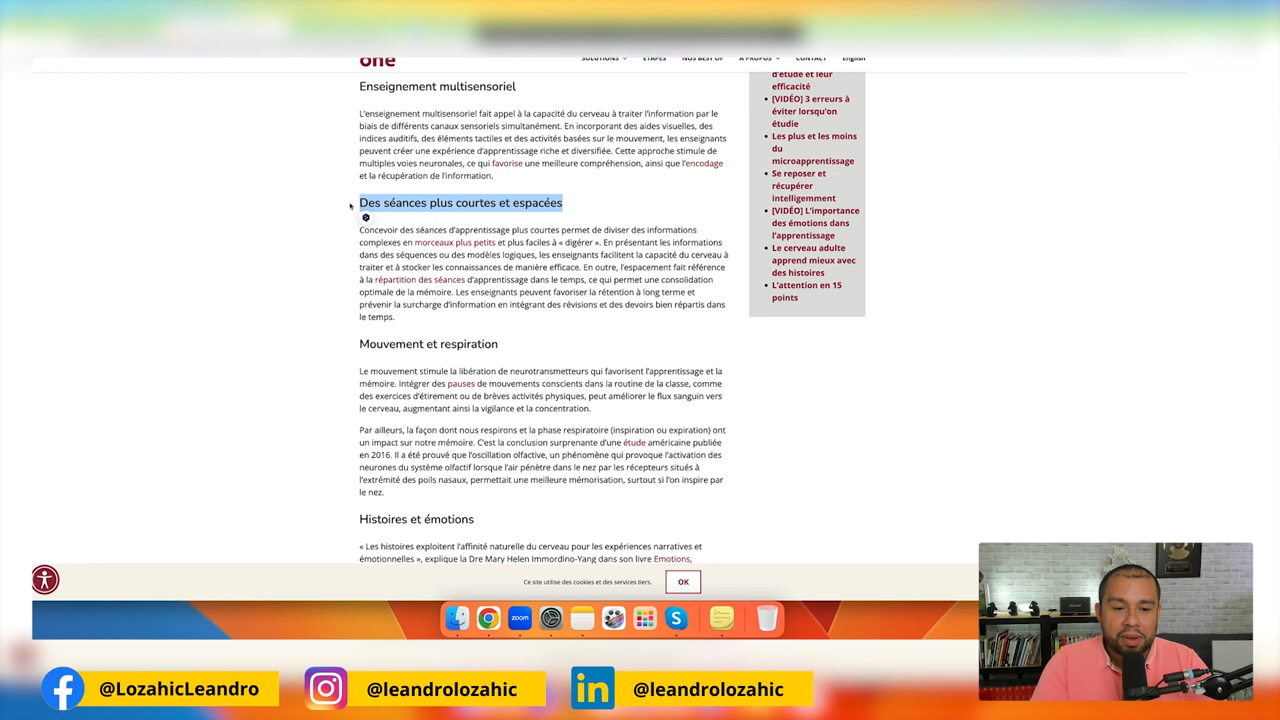 one
SOLUTIONS ETAPES NOS BEST OF A PROPOS CONTACT English
Enseignement multisensoriel
L'enseignement multisensoriel fait appel à la capacité du cerveau à traiter l'information par le
biais de différents canaux sensoriels simultanément. En incorporant des aides visuelles, des
indices auditifs, des éléments tactiles et des activités basées sur le mouvement, les enseignants
peuvent créer une expérience d'apprentissage riche et diversifiée. Cette approche stimule de
multiples voies neuronales, ce qui favorise une meilleure compréhension, ainsi que l'encodage
et la récupération de l'information.
Des séances plus courtes et espacées
Concevoir des séances d'apprentissage plus courtes permet de diviser des informations
complexes en morceaux plus petits et plus faciles à « digérer ». En présentant les informations
dans des séquences ou des modèles logiques, les enseignants facilitent la capacité du cerveau à
traiter et à stocker les connaissances de manière efficace. En outre, l'espacement fait référence
à la répartition des séances d'apprentissage dans le temps, ce qui permet une consolidation
optimale de la mémoire. Les enseignants peuvent favoriser la rétention à long terme et
prévenir la surcharge d'information en intégrant des révisions et des devoirs bien répartis dans
le temps.
Mouvement et respiration
Le mouvement stimule la libération de neurotransmetteurs qui favorisent l'apprentissage et la
mémoire. Intégrer des pauses de mouvements conscients dans la routine de la classe, comme
des exercices d'étirement ou de brèves activités physiques, peut améliorer le flux sanguin vers
le cerveau, augmentant ainsi la vigilance et la concentration.
Par ailleurs, la façon dont nous respirons et la phase respiratoire (inspiration ou expiration) ont
un impact sur notre mémoire. C'est la conclusion surprenante d'une étude américaine publiée
en 2016. Il a été prouvé que l'oscillation olfactive, un phénomène qui provoque l'activation des
neurones du système olfactif lorsque l'air pénètre dans le nez par les récepteurs situés à
l'extrémité des poils nasaux, permettait une meilleure mémorisation, surtout si l'on inspire par
le nez.
Histoires et émotions
« Les histoires exploitent l'affinité naturelle du cerveau pour les expériences narratives et
émotionnelles », explique la Dre Mary Helen Immordino-Yang dans son livre Emotions,
d'étude et leur
efficacité
[VIDÉO] 3 erreurs à
éviter lorsqu'on
étudie
Les plus et les moins
du
microapprentissage
Se reposer et
récupérer
intelligemment
[VIDÉO] L'importance
des émotions dans
l'apprentissage
Le cerveau adulte
apprend mieux avec
des histoires
L'attention en 15
points
Ce site utilise des cookies et des services tiers. OK
zoom
@LozahicLeandro @leandrolozahic in @leandrolozahic